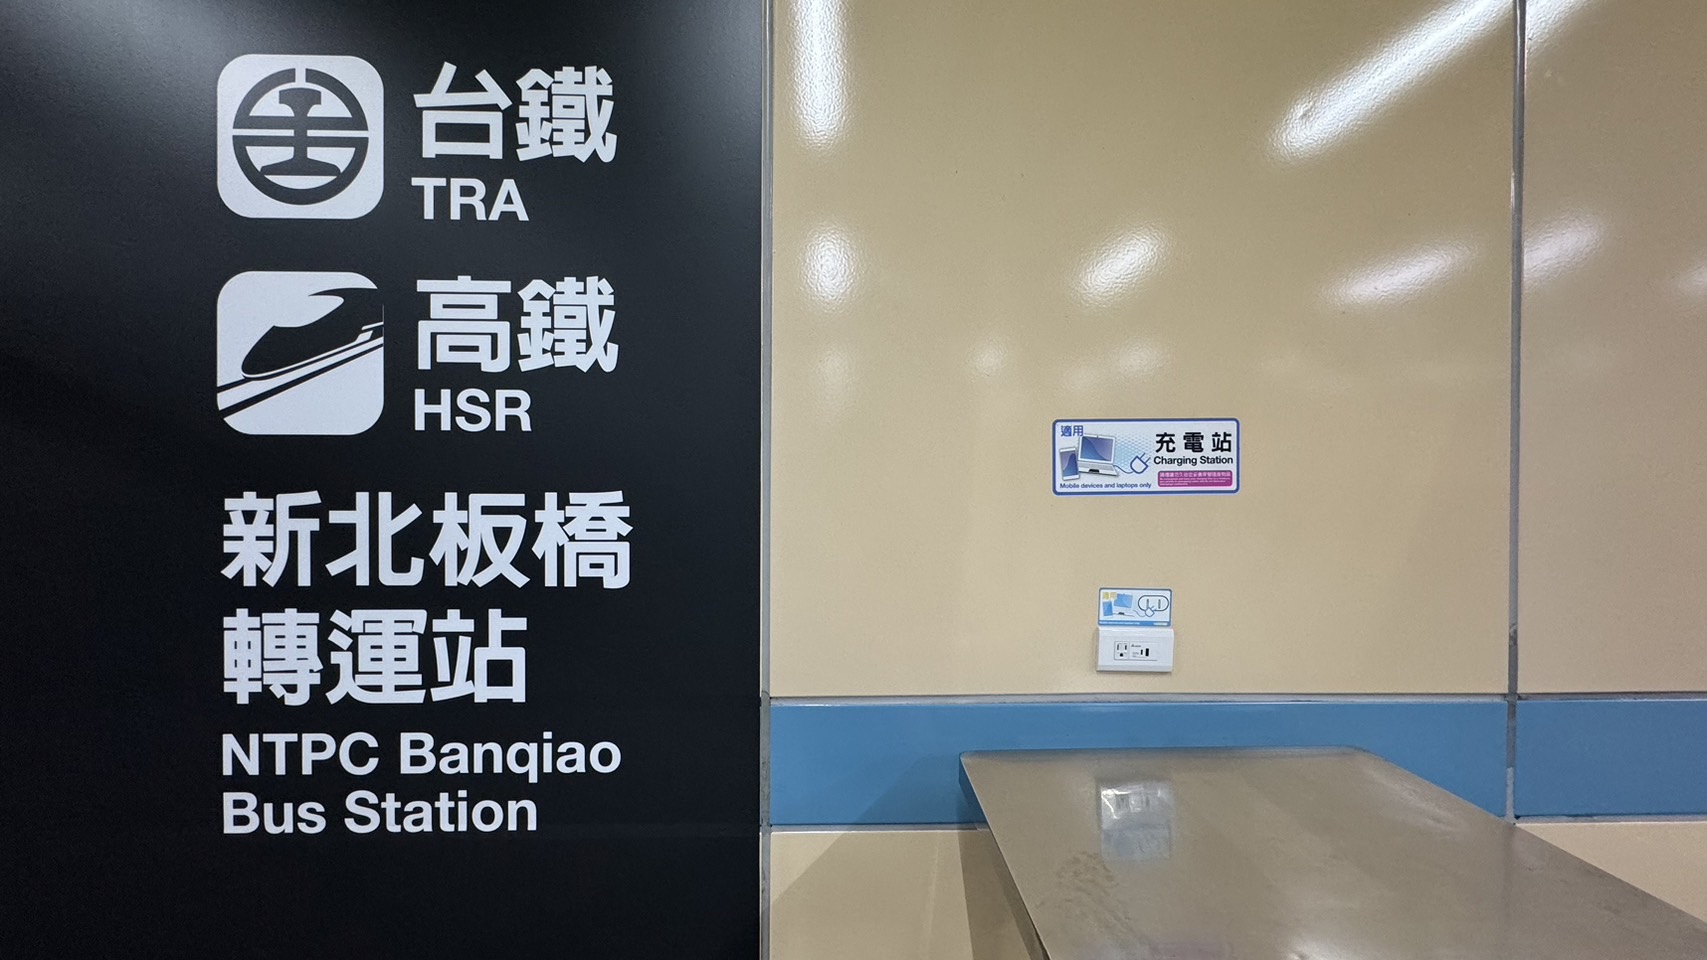 台鐵
TRA
高鐵
HSR
新北板橋
轉運站
NTPC Banqiao
Bus Station
適用
充電站
Charging Station
Mobile devices and laptops only